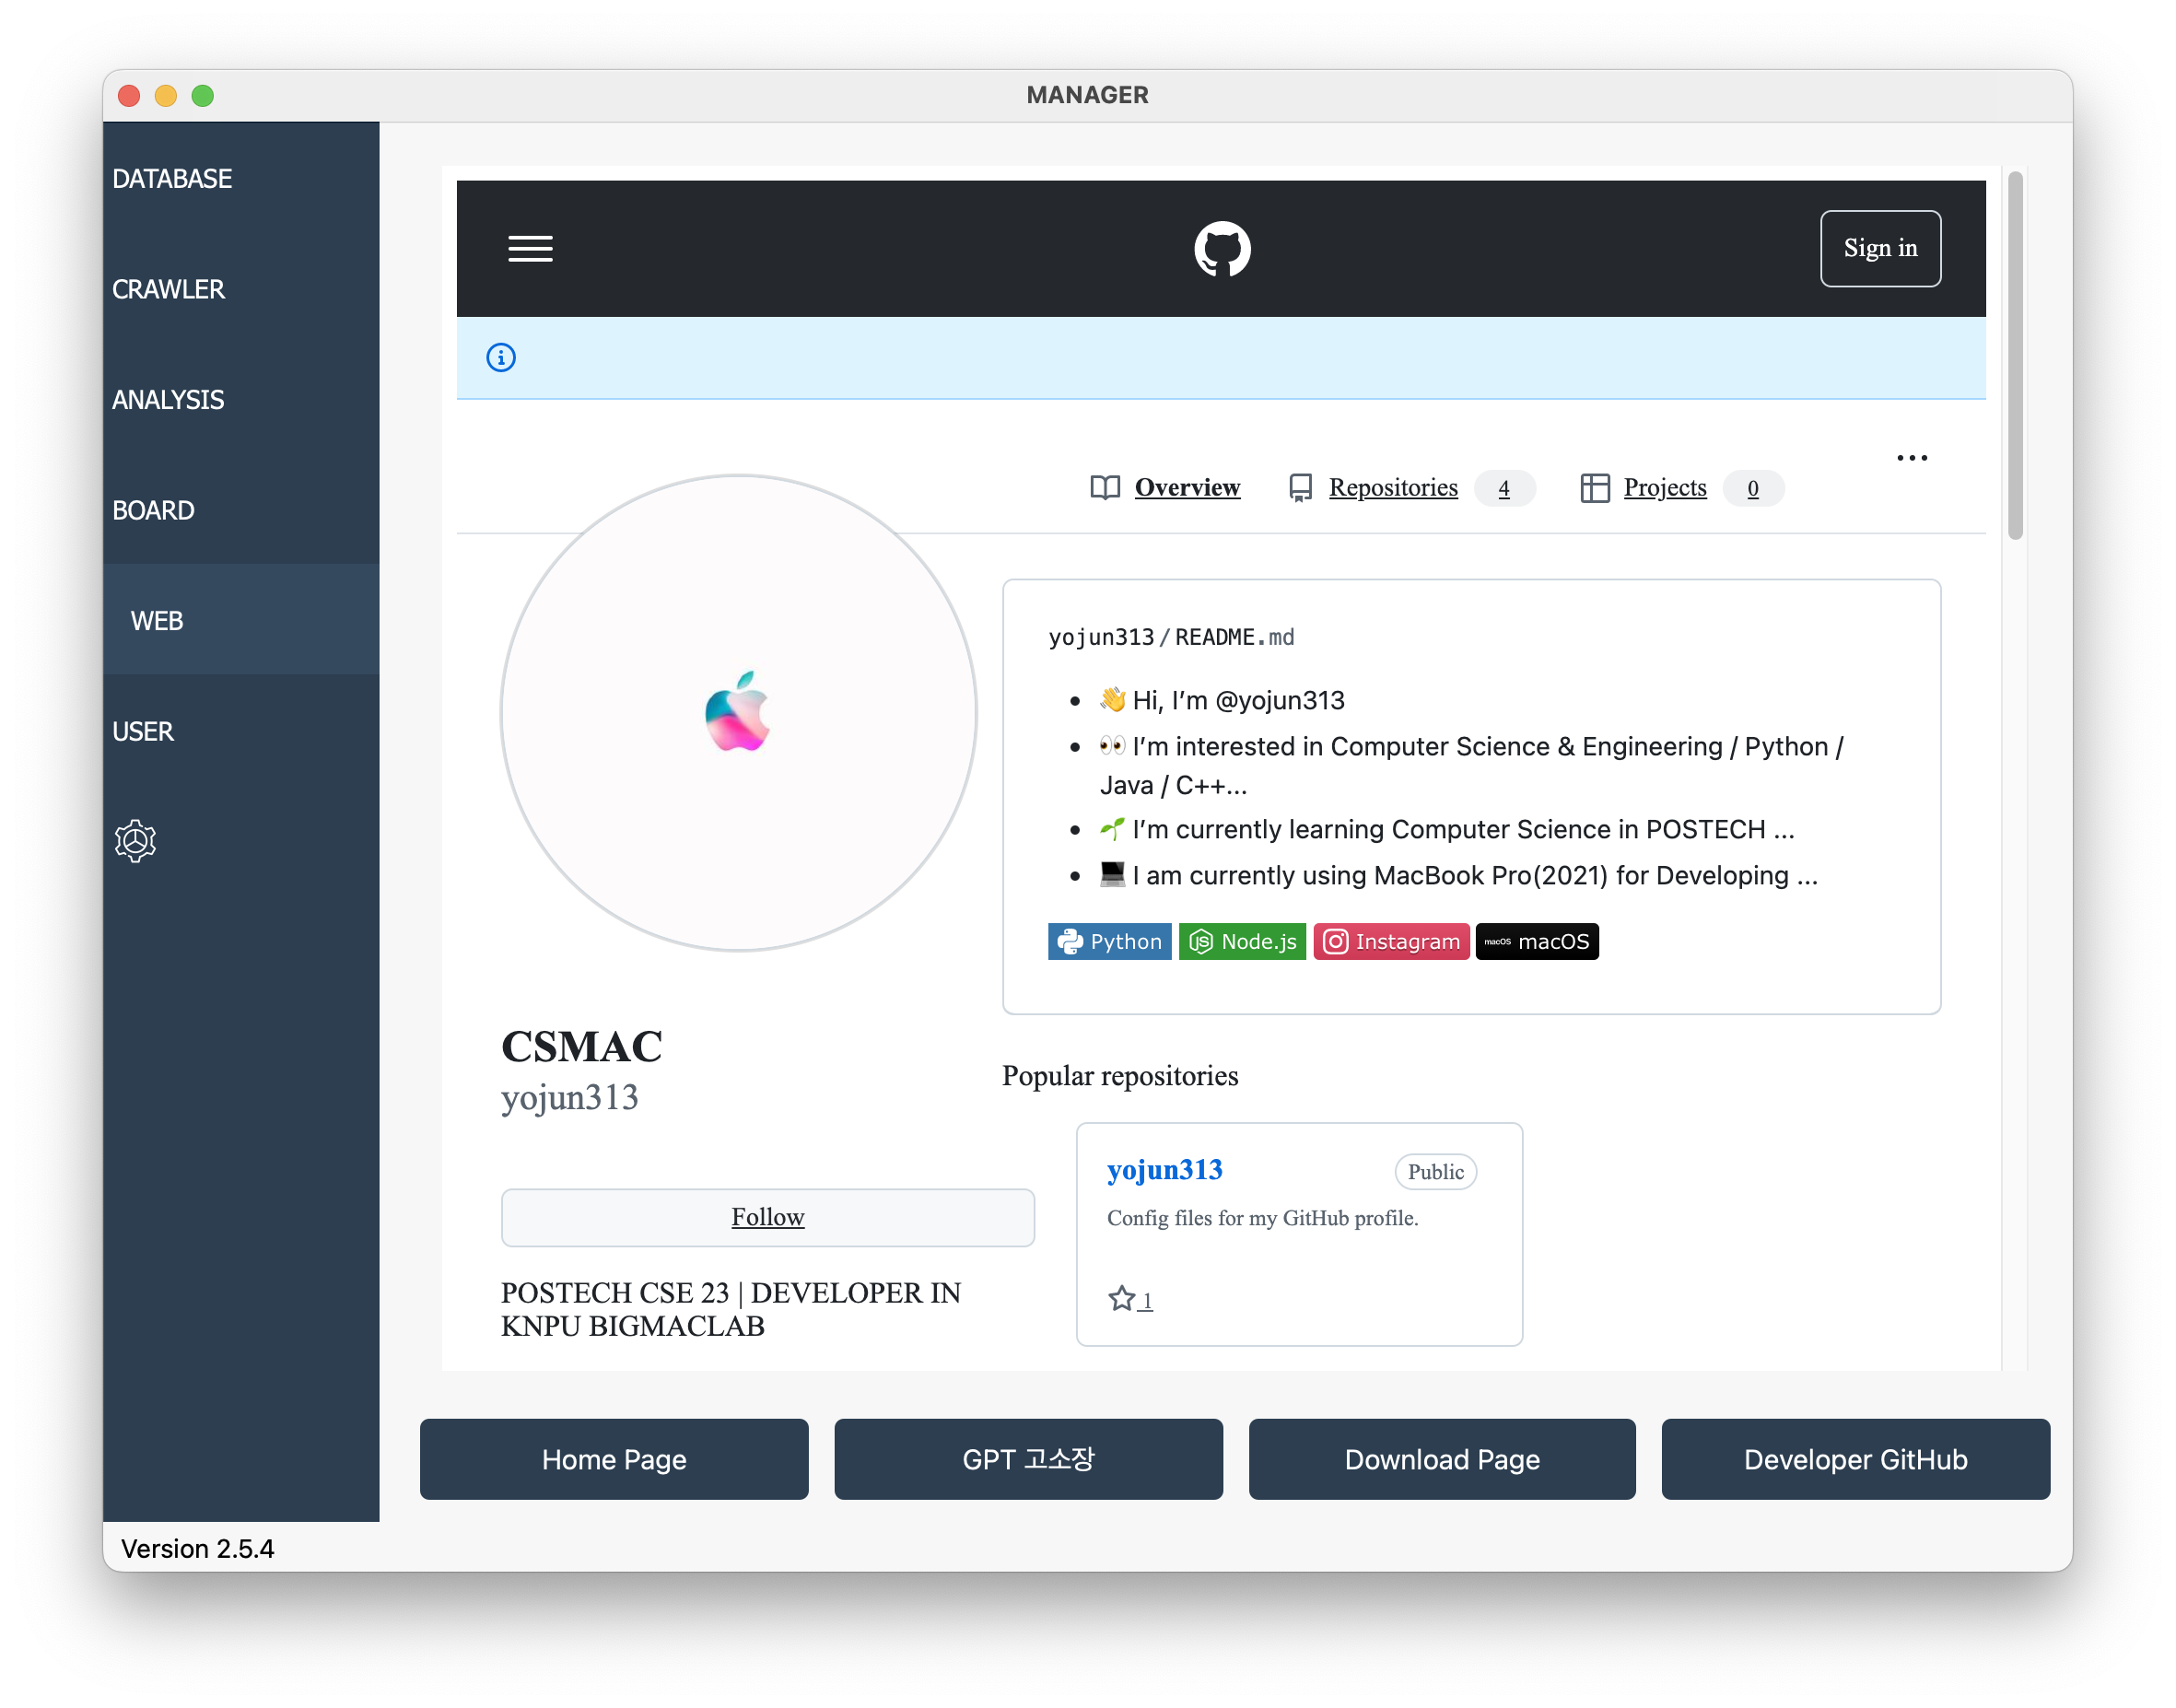 MANAGER
DATABASE
CRAWLER
ANALYSIS
BOARD
WEB
USER
Sign in
Overview
Repositories 4
Projects 0
yojun313/README.md
👋 Hi, I’m @yojun313
👀 I’m interested in Computer Science & Engineering / Python /
Java / C++...
🌱 I’m currently learning Computer Science in POSTECH ...
💻 I am currently using MacBook Pro(2021) for Developing ...
Python
Node.js
Instagram
macOS macOS
CSMAC
yojun313
Follow
POSTECH CSE 23 | DEVELOPER IN
KNPU BIGMACLAB
Popular repositories
yojun313
Public
Config files for my GitHub profile.
1
Home Page
GPT 고소장
Download Page
Developer GitHub
Version 2.5.4